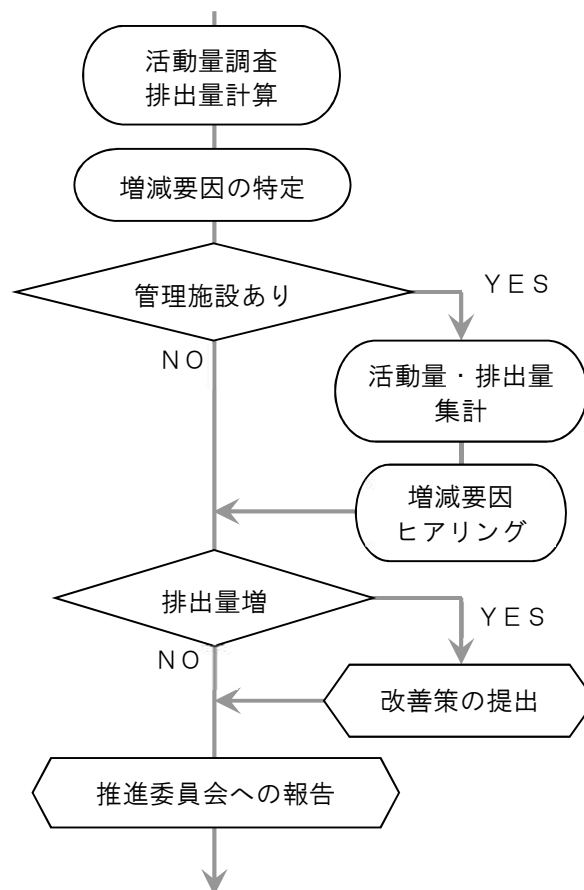 活動量調査
排出量計算
増減要因の特定
管理施設あり
ＹＥＳ
ＮＯ
活動量・排出量
集計
増減要因
ヒアリング
排出量増
ＹＥＳ
ＮＯ
改善策の提出
推進委員会への報告